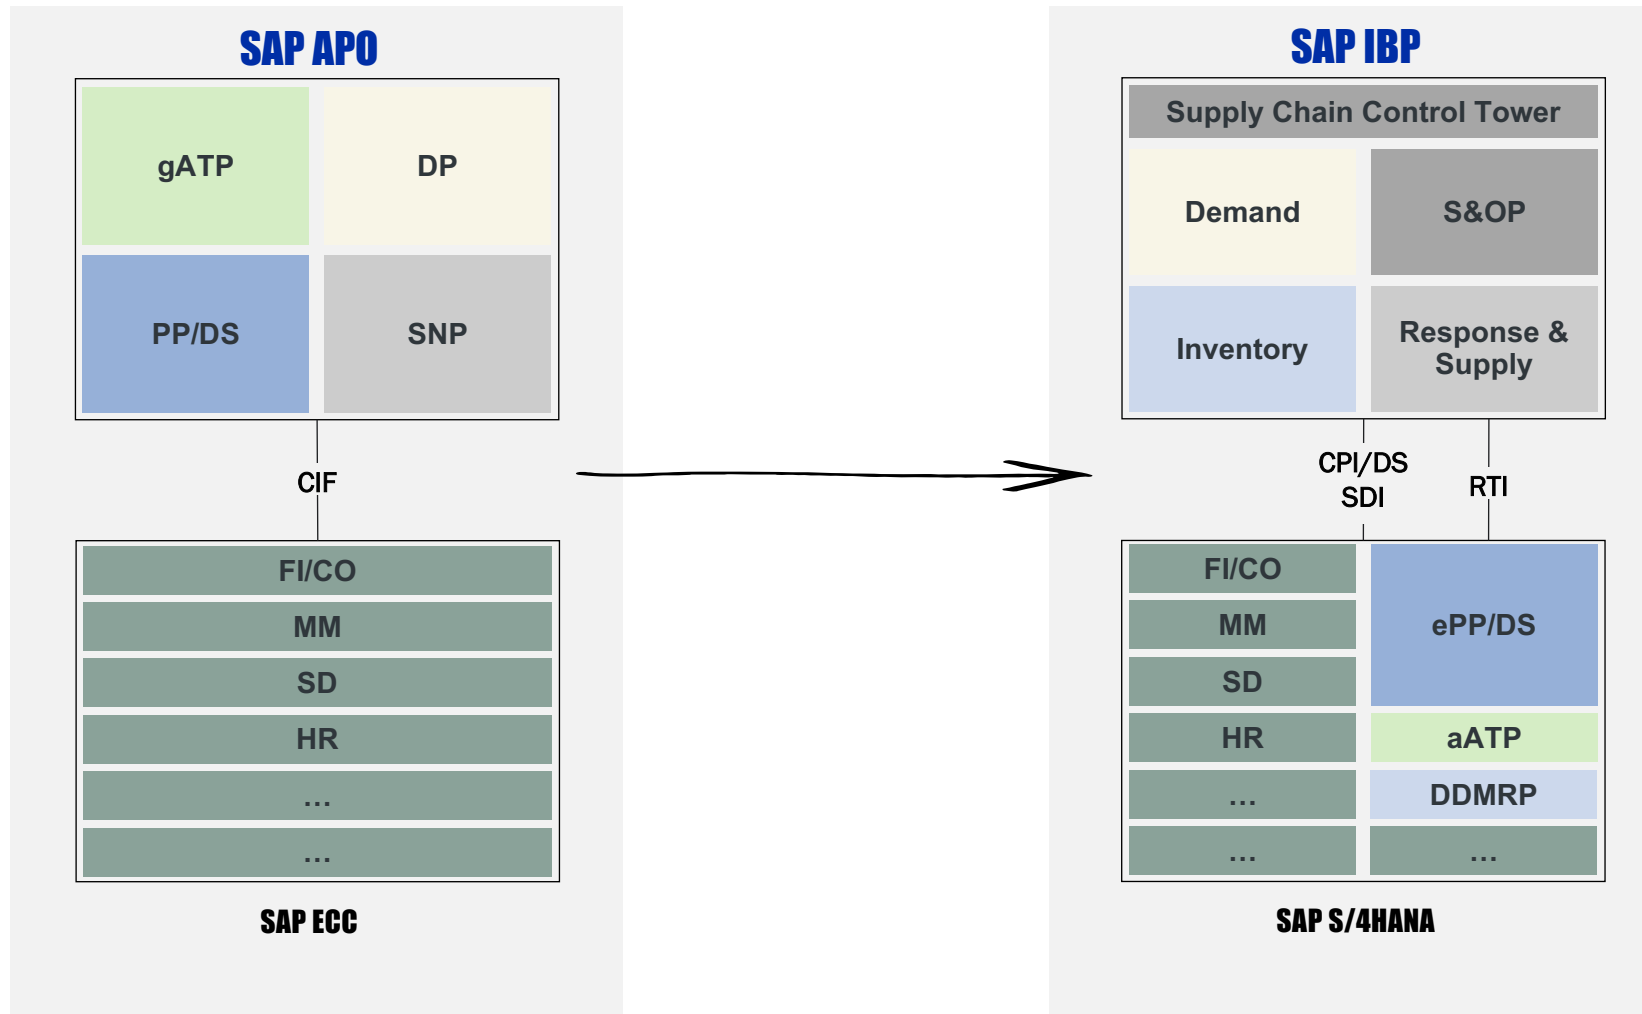 SAP APO
gATP
DP
PP/DS
SNP
CIF
FI/CO
MM
SD
HR
...
...
SAP ECC
SAP IBP
Supply Chain Control Tower
Demand
S&OP
Inventory
Response &
Supply
CPI/DS
SDI
RTI
FI/CO
MM
SD
HR
...
...
ePP/DS
aATP
DDMRP
...
SAP S/4HANA